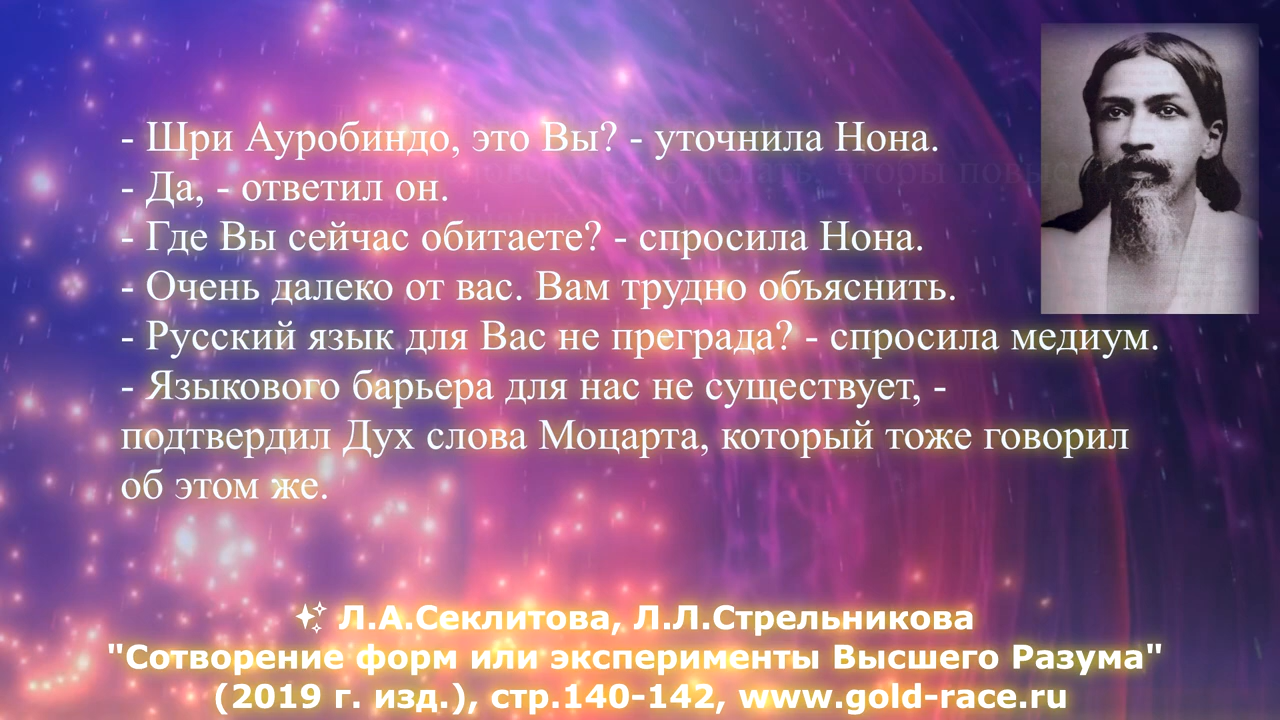 - Шри Ауробиндо, это Вы? - уточнила Нона.
- Да, - ответил он.
- Где Вы сейчас обитаете? - спросила Нона.
- Очень далеко от вас. Вам трудно объяснить.
- Русский язык для Вас не преграда? - спросила медиум.
- Языкового барьера для нас не существует, -
подтвердил Дух слова Моцарта, который тоже говорил
об этом же.
✨ Л.А.Секлитова, Л.Л.Стрельникова
"Сотворение форм или эксперименты Высшего Разума"
(2019 г. изд.), стр.140-142, www.gold-race.ru